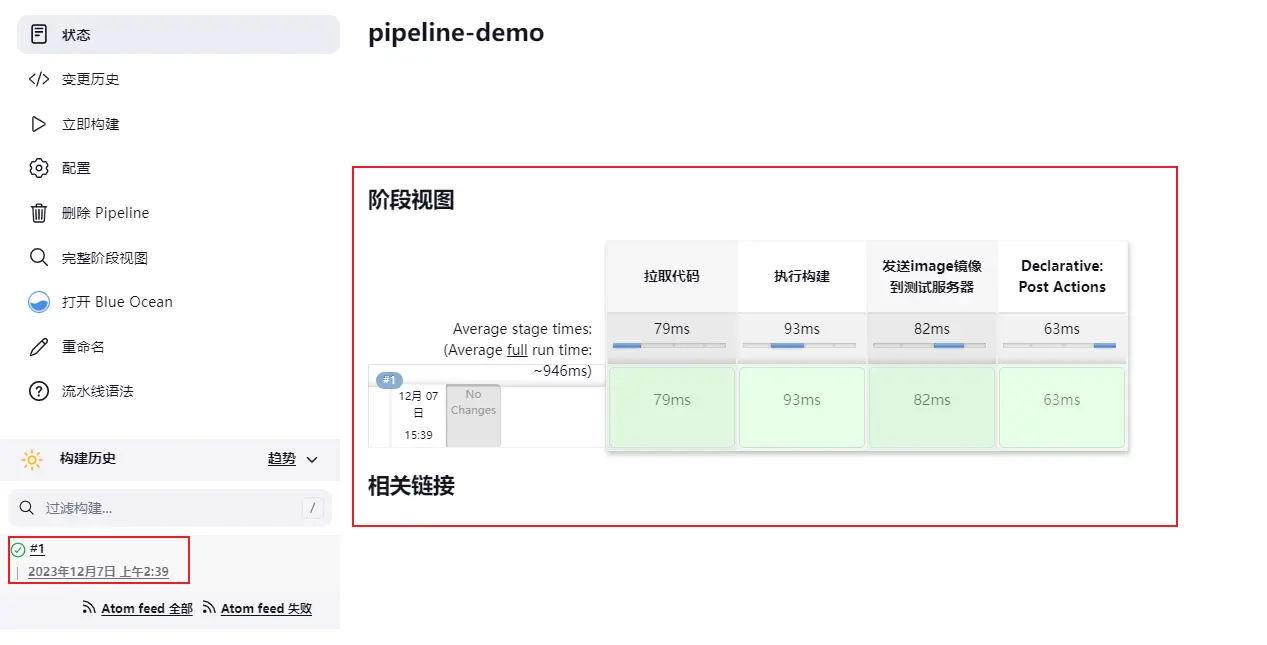 状态
变更历史
立即构建
配置
删除 Pipeline
完整阶段视图
打开 Blue Ocean
重命名
流水线语法
构建历史
趋势
过滤构建...
/
#1
2023年12月7日 上午2:39
Atom feed 全部
Atom feed 失败
pipeline-demo
阶段视图
拉取代码
执行构建
发送image镜像
到测试服务器
Declarative:
Post Actions
Average stage times:
(Average full run time:
~946ms)
79ms
93ms
82ms
63ms
#1
12月 07
日
15:39
No
Changes
79ms
93ms
82ms
63ms
相关链接